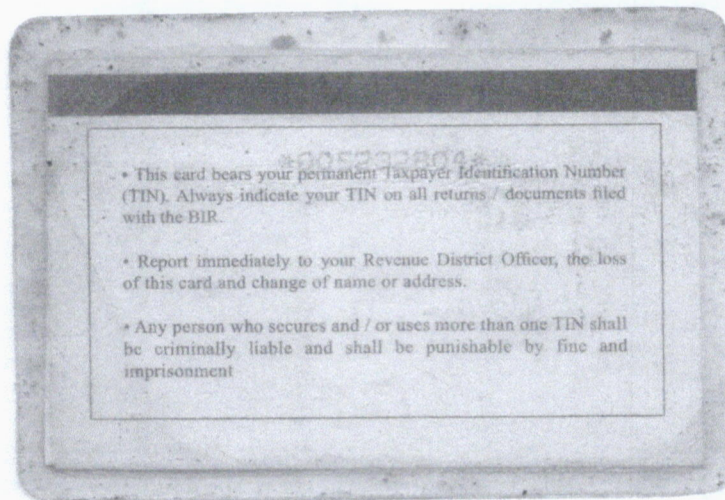 • This card bears your permanent Taxpayer Identification Number
(TIN). Always indicate your TIN on all returns / documents filed
with the BIR.
• Report immediately to your Revenue District Officer, the loss
of this card and change of name or address.
• Any person who secures and / or uses more than one TIN shall
be criminally liable and shall be punishable by fine and
imprisonment